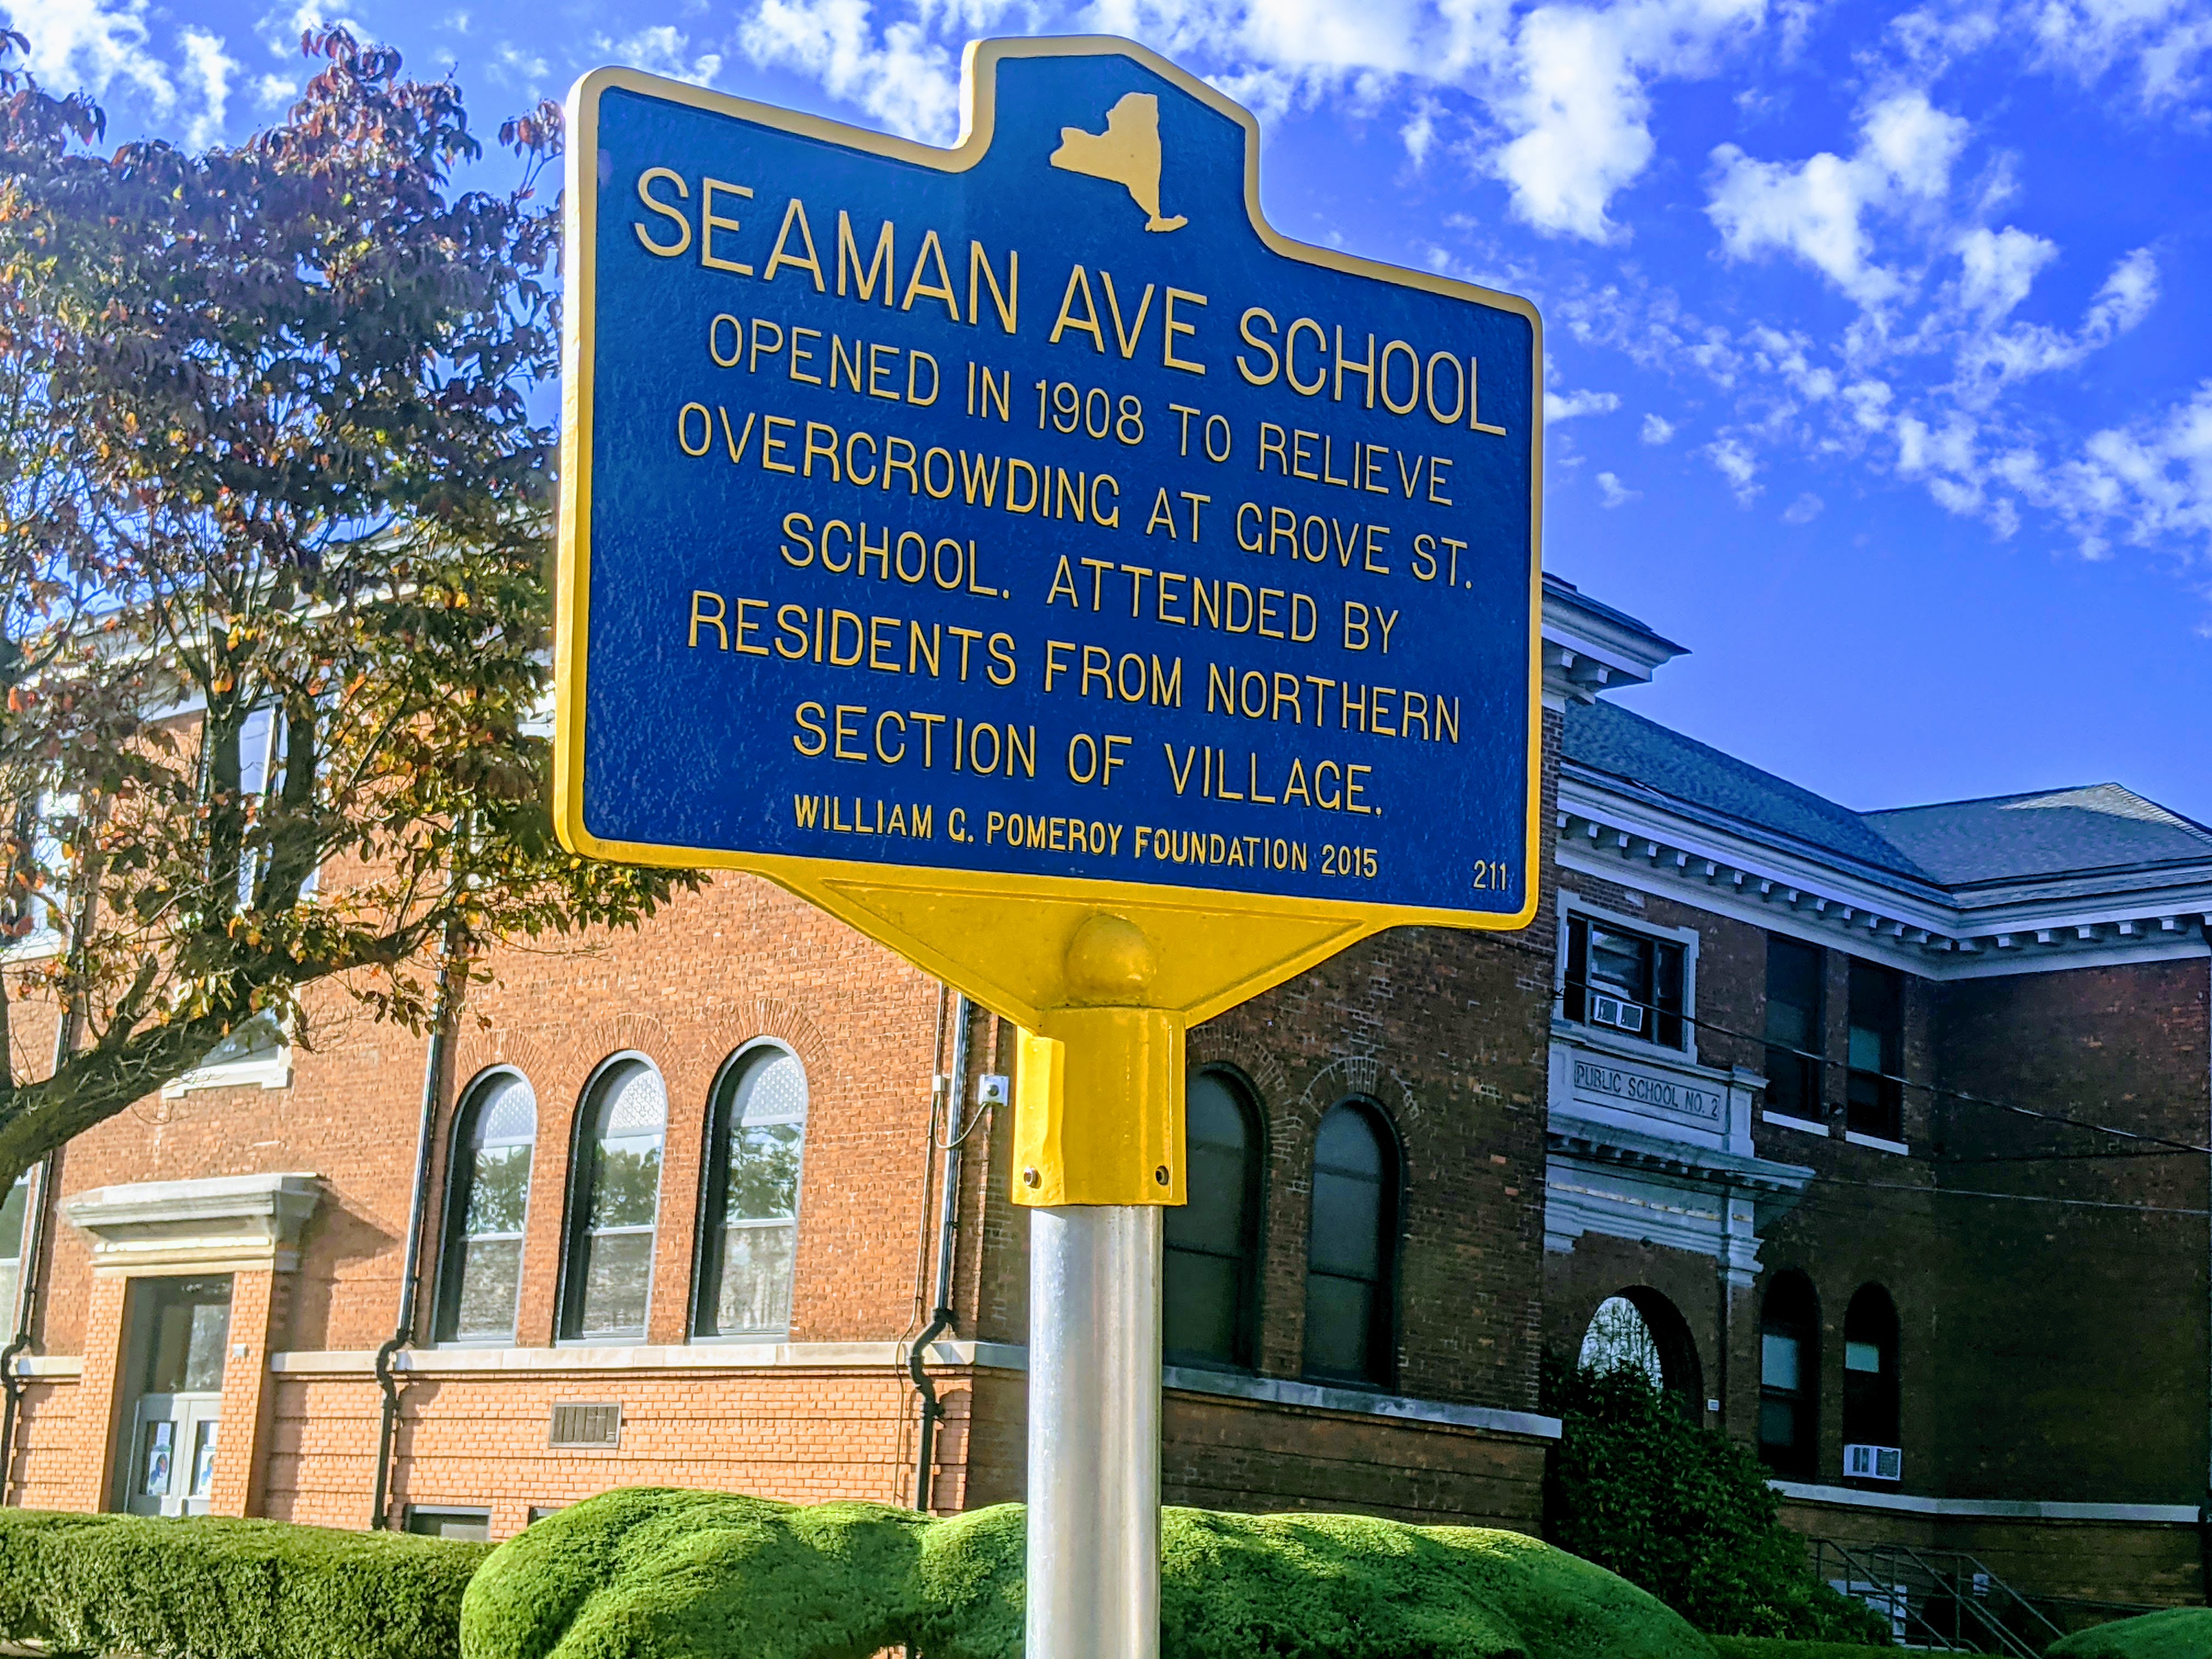 SEAMAN AVE SCHOOL
OPENED IN 1908 TO RELIEVE
OVERCROWDING AT GROVE ST.
SCHOOL. ATTENDED BY
RESIDENTS FROM NORTHERN
SECTION OF VILLAGE.
WILLIAM G. POMEROY FOUNDATION 2015
211
PUBLIC SCHOOL NO. 2